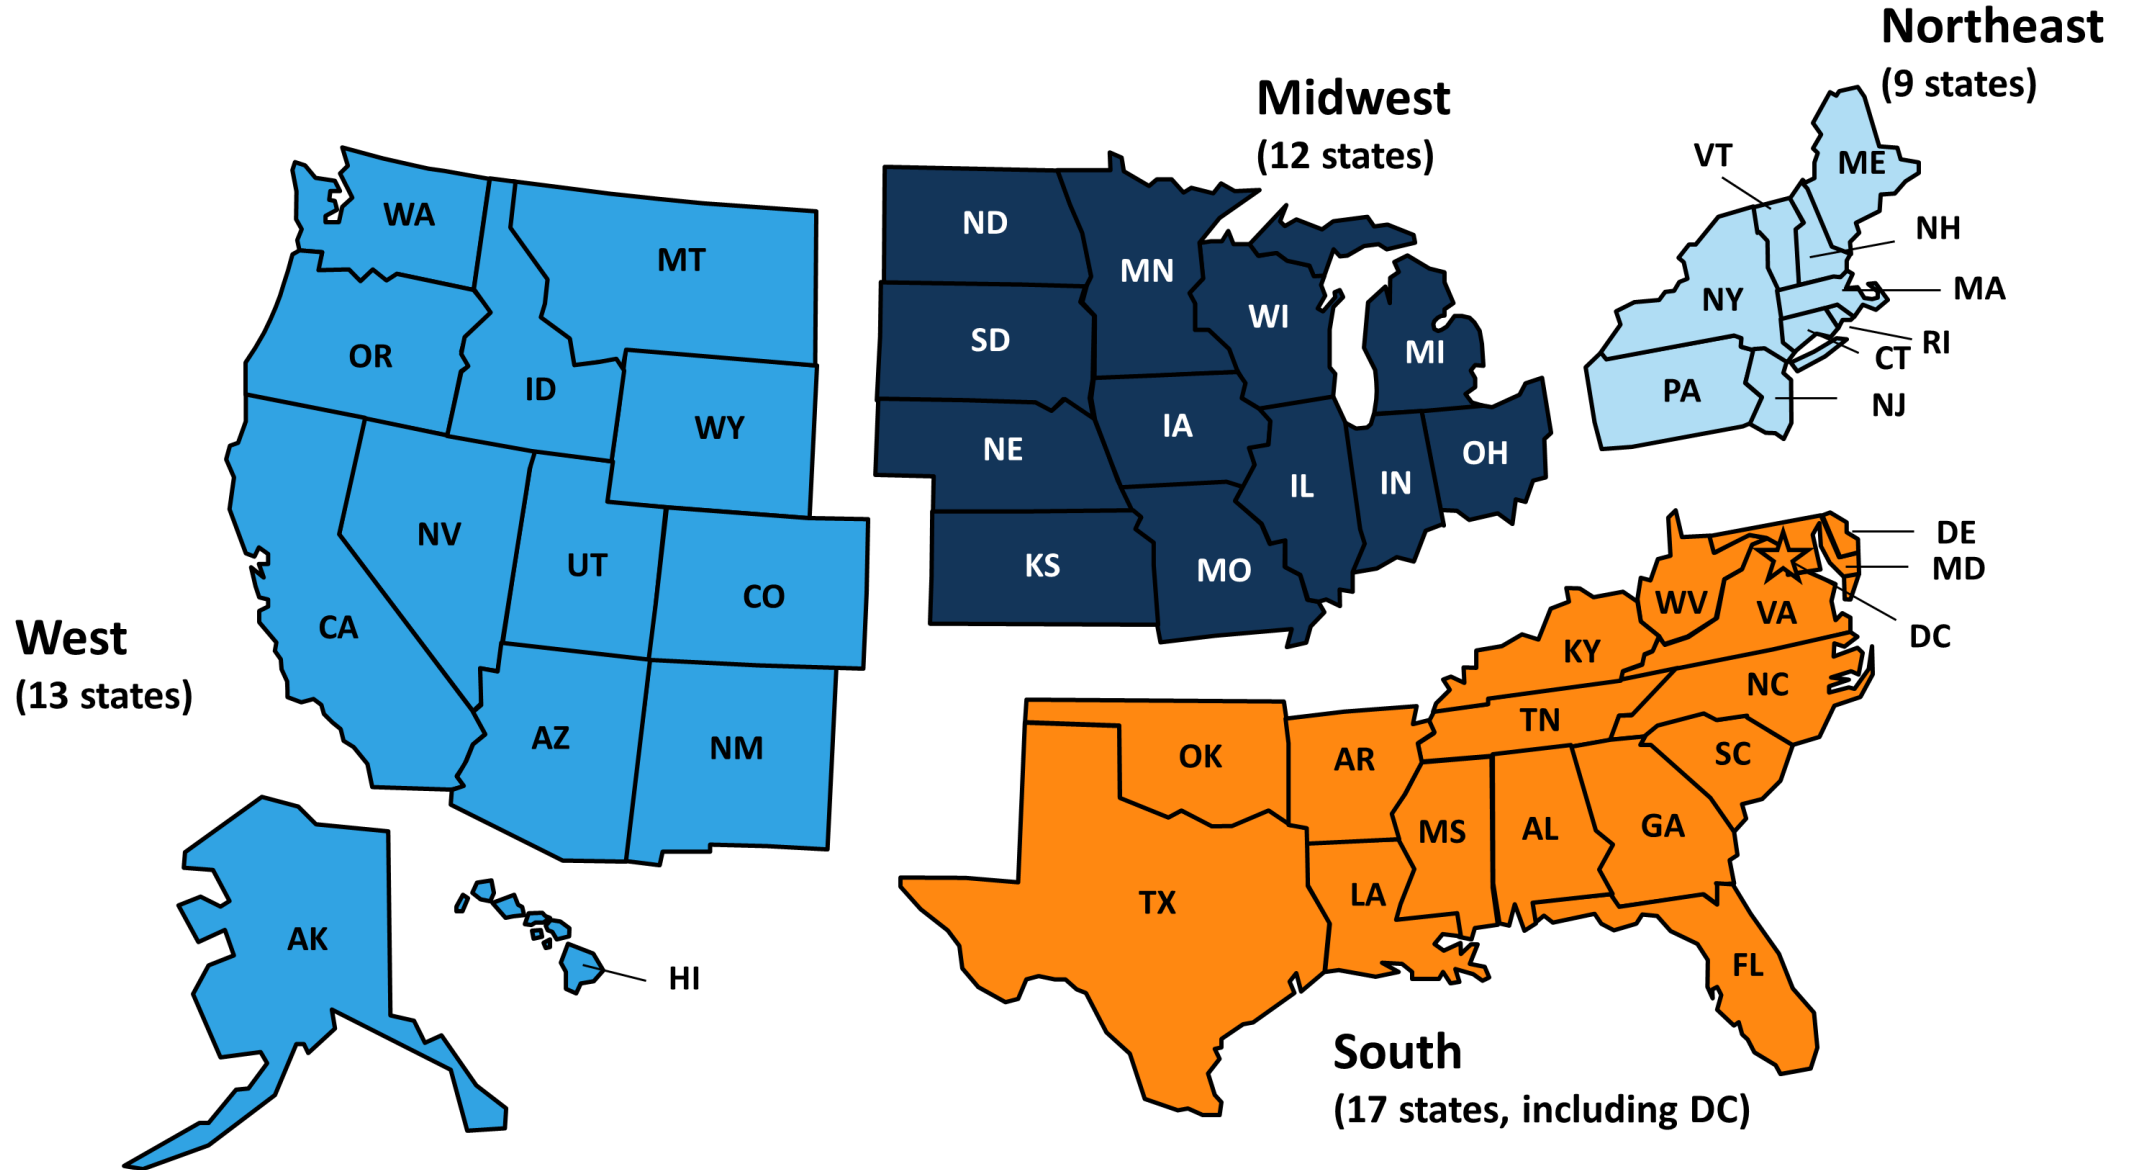 Northeast
(9 states)
Midwest
(12 states)
West
(13 states)
South
(17 states, including DC)
WA
MT
OR
ID
WY
NV
UT
CO
CA
AZ
NM
AK
HI
ND
MN
SD
WI
MI
NE
IA
IL
IN
OH
KS
MO
VT
ME
NH
NY
MA
RI
CT
PA
NJ
DE
MD
DC
WV
VA
KY
NC
TN
SC
OK
AR
MS
AL
GA
LA
TX
FL